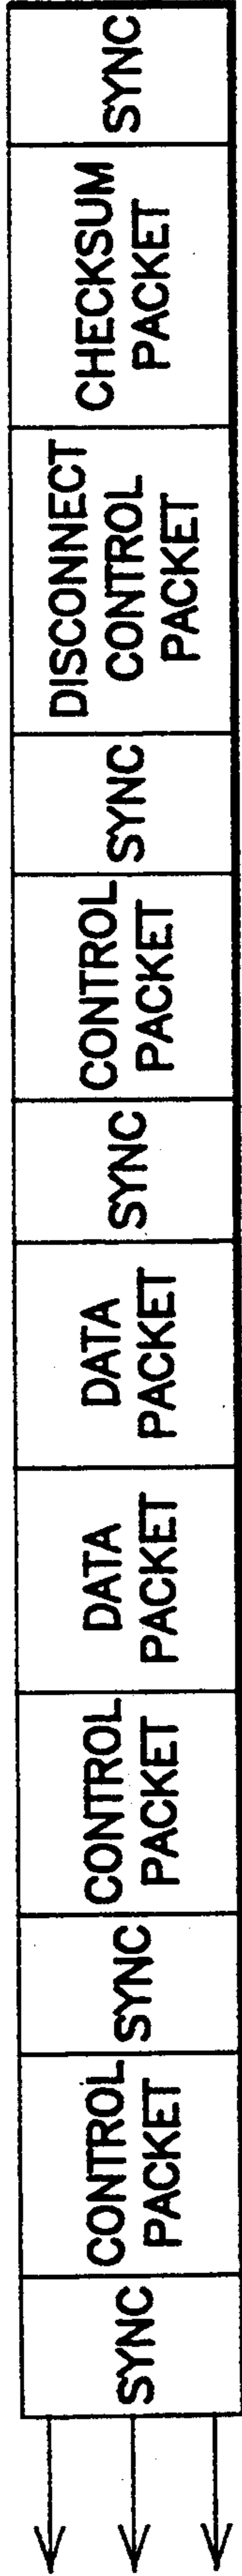 SYNC
CONTROL
PACKET
SYNC
CONTROL
PACKET
DATA
PACKET
DATA
PACKET
SYNC
CONTROL
PACKET
SYNC
DISCONNECT
CONTROL
PACKET
CHECKSUM
PACKET
SYNC